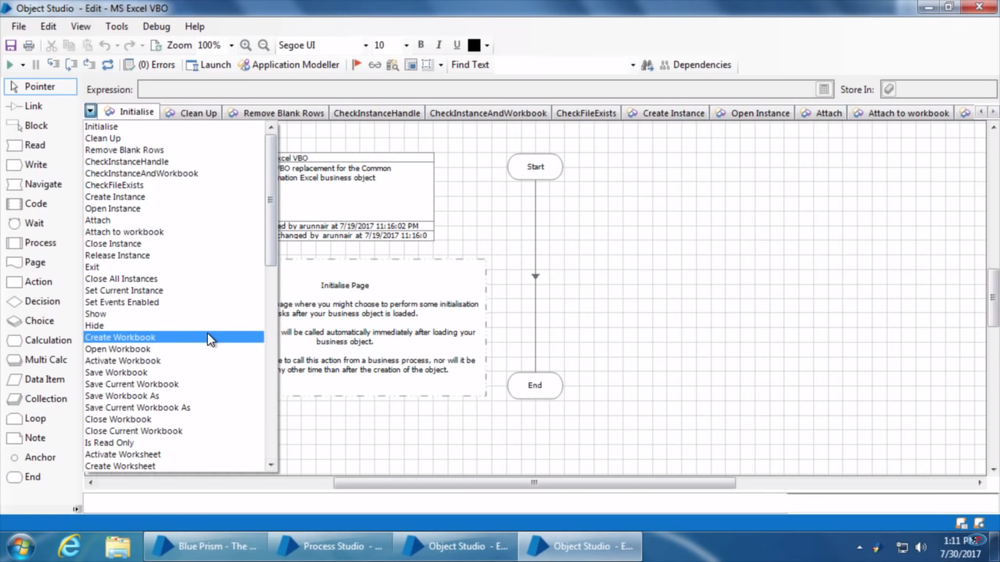 Object Studio - Edit - MS Excel VBO
File Edit View Tools Debug Help
Zoom 100% Segoe UI 10 B I U
(0) Errors Launch Application Modeller Find Text Dependencies
Pointer
Expression: Store In:
Link
Initialise Clean Up Remove Blank Rows CheckInstanceHandle CheckInstanceAndWorkbook CheckFileExists Create Instance Open Instance Attach Attach to workbook
Block
Read
Write
Navigate
Code
Wait
Process
Page
Action
Decision
Choice
Calculation
Multi Calc
Data Item
Collection
Loop
Note
Anchor
End
Initialise
Clean Up
Remove Blank Rows
CheckInstanceHandle
CheckInstanceAndWorkbook
CheckFileExists
Create Instance
Open Instance
Attach
Attach to workbook
Close Instance
Release Instance
Exit
Close All Instances
Set Current Instance
Set Events Enabled
Show
Hide
Create Workbook
Open Workbook
Activate Workbook
Save Workbook
Save Current Workbook
Save Workbook As
Save Current Workbook As
Close Workbook
Close Current Workbook
Is Read Only
Activate Worksheet
Create Worksheet
xcel VBO
VBO replacement for the Common
nation Excel business object
ed by arunnair at 7/19/2017 11:16:02 PM
changed by arunnair at 7/19/2017 11:16:0
Initialise Page
age where you might choose to perform some initialisation
sks after your business object is loaded.
will be called automatically immediately after loading your
business object.
e to call this action from a business process, nor will it be
ny other time than after the creation of the object.
Start
End
Blue Prism - The ... Process Studio - ... Object Studio - E... Object Studio - E...
1:11 PM
7/30/2017